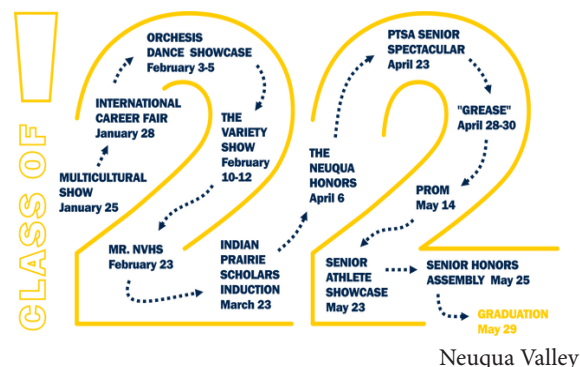 CLASS OF '22
MULTICULTURAL
SHOW
January 25
INTERNATIONAL
CAREER FAIR
January 28
ORCHESIS
DANCE SHOWCASE
February 3-5
THE
VARIETY
SHOW
February
10-12
MR. NVHS
February 23
INDIAN
PRAIRIE
SCHOLARS
INDUCTION
March 23
THE
NEUQUA
HONORS
April 6
PTSA SENIOR
SPECTACULAR
April 23
"GREASE"
April 28-30
PROM
May 14
SENIOR
ATHLETE
SHOWCASE
May 23
SENIOR HONORS
ASSEMBLY May 25
GRADUATION
May 29
Neuqua Valley